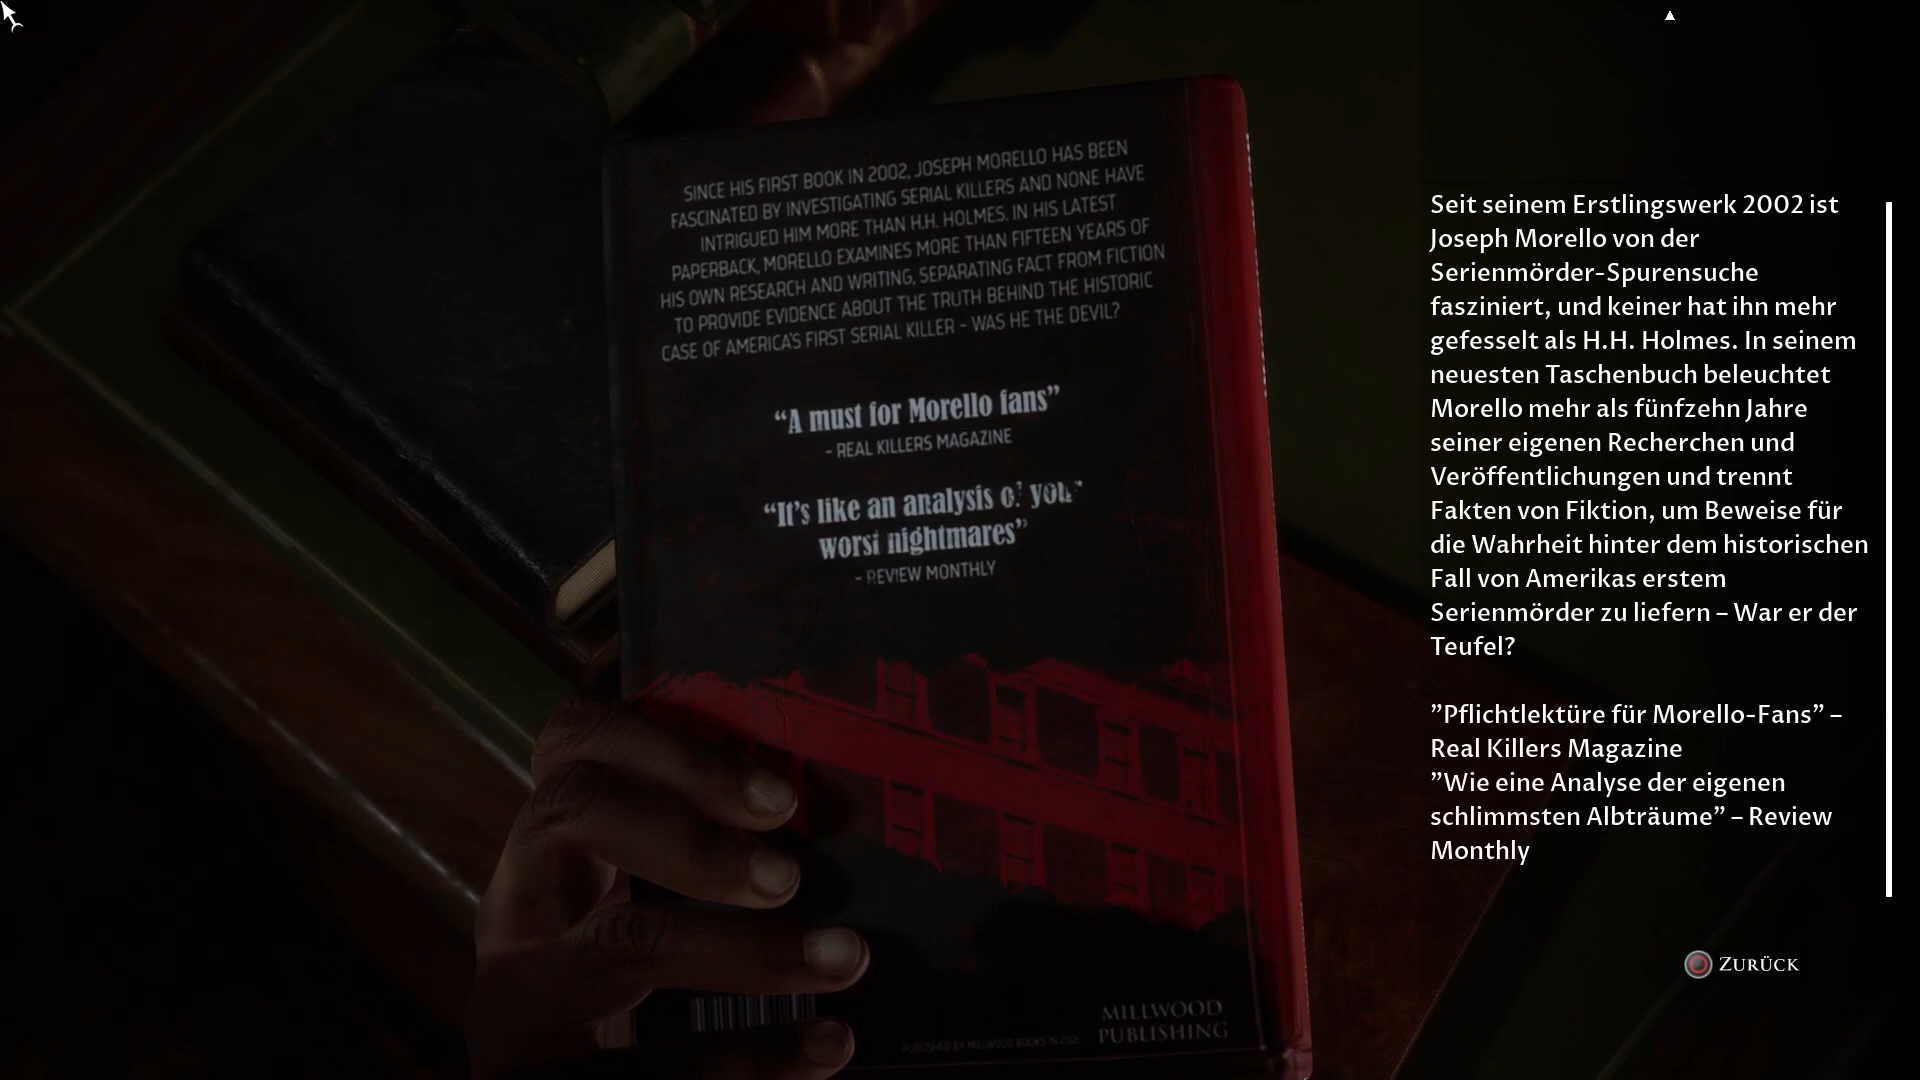 SINCE HIS FIRST BOOK IN 2002, JOSEPH MORELLO HAS BEEN
FASCINATED BY INVESTIGATING SERIAL KILLERS AND NONE HAVE
INTRIGUED HIM MORE THAN H.H. HOLMES. IN HIS LATEST
PAPERBACK, MORELLO EXAMINES MORE THAN FIFTEEN YEARS OF
HIS OWN RESEARCH AND WRITING, SEPARATING FACT FROM FICTION
TO PROVIDE EVIDENCE ABOUT THE TRUTH BEHIND THE HISTORIC
CASE OF AMERICA'S FIRST SERIAL KILLER - WAS HE THE DEVIL?
“A must for Morello fans”
- REAL KILLERS MAGAZINE
“It's like an analysis of your
worst nightmares”
- REVIEW MONTHLY
MILLWOOD
PUBLISHING
PUBLISHED BY MILLWOOD BOOKS IN 2021
Seit seinem Erstlingswerk 2002 ist
Joseph Morello von der
Serienmörder-Spurensuche
fasziniert, und keiner hat ihn mehr
gefesselt als H.H. Holmes. In seinem
neuesten Taschenbuch beleuchtet
Morello mehr als fünfzehn Jahre
seiner eigenen Recherchen und
Veröffentlichungen und trennt
Fakten von Fiktion, um Beweise für
die Wahrheit hinter dem historischen
Fall von Amerikas erstem
Serienmörder zu liefern – War er der
Teufel?
”Pflichtlektüre für Morello-Fans” –
Real Killers Magazine
”Wie eine Analyse der eigenen
schlimmsten Albträume” – Review
Monthly
ZURÜCK